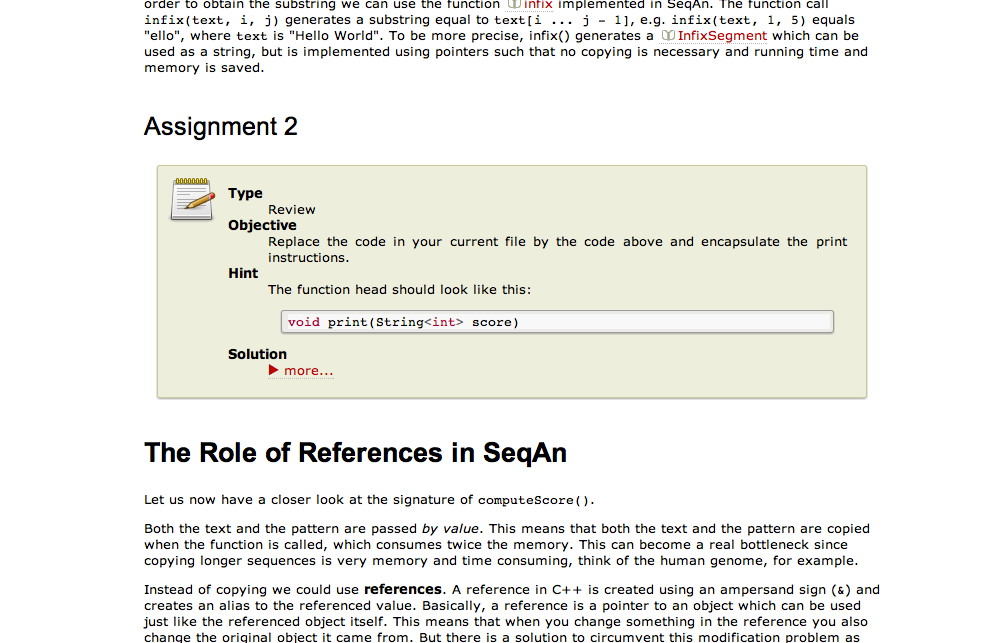 order to obtain the substring we can use the function infix implemented in SeqAn. The function call
infix(text, i, j) generates a substring equal to text[i ... j - 1], e.g. infix(text, 1, 5) equals
"ello", where text is "Hello World". To be more precise, infix() generates a InfixSegment which can be
used as a string, but is implemented using pointers such that no copying is necessary and running time and
memory is saved.
Assignment 2
Type
Review
Objective
Replace the code in your current file by the code above and encapsulate the print
instructions.
Hint
The function head should look like this:
void print(String<int> score)
Solution
more...
The Role of References in SeqAn
Let us now have a closer look at the signature of computeScore().
Both the text and the pattern are passed by value. This means that both the text and the pattern are copied
when the function is called, which consumes twice the memory. This can become a real bottleneck since
copying longer sequences is very memory and time consuming, think of the human genome, for example.
Instead of copying we could use references. A reference in C++ is created using an ampersand sign (&) and
creates an alias to the referenced value. Basically, a reference is a pointer to an object which can be used
just like the referenced object itself. This means that when you change something in the reference you also
change the original object it came from. But there is a solution to circumvent this modification problem as